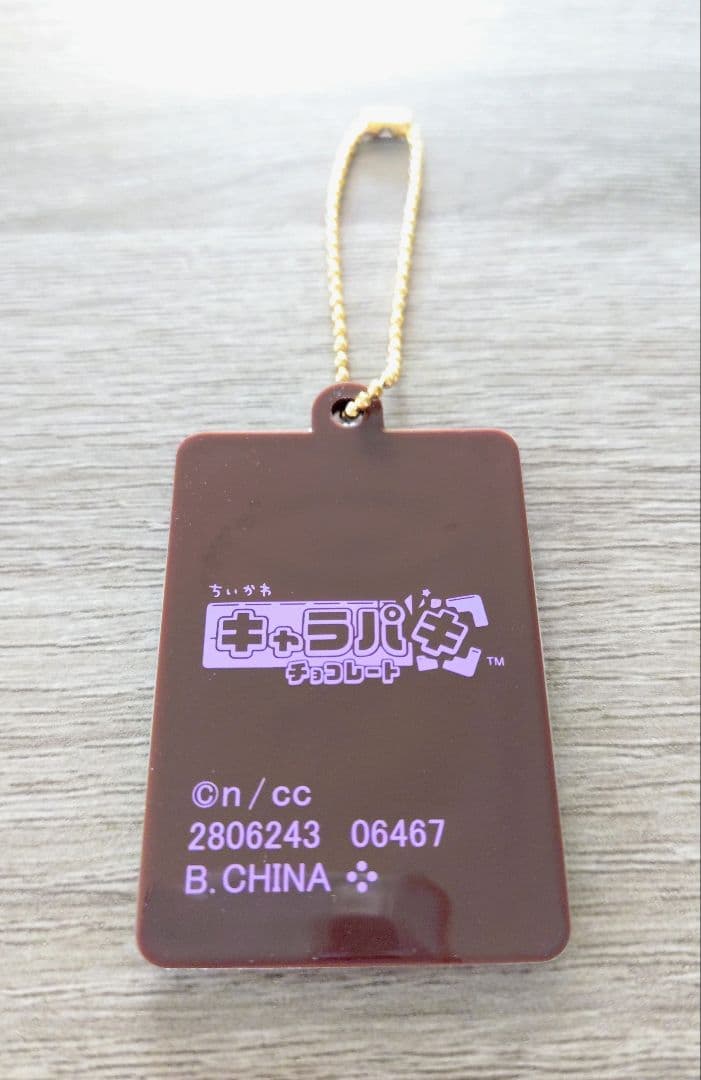 ちいかわ
キャラパキ
チョコレート
TM
©n/cc
2806243 06467
B.CHINA